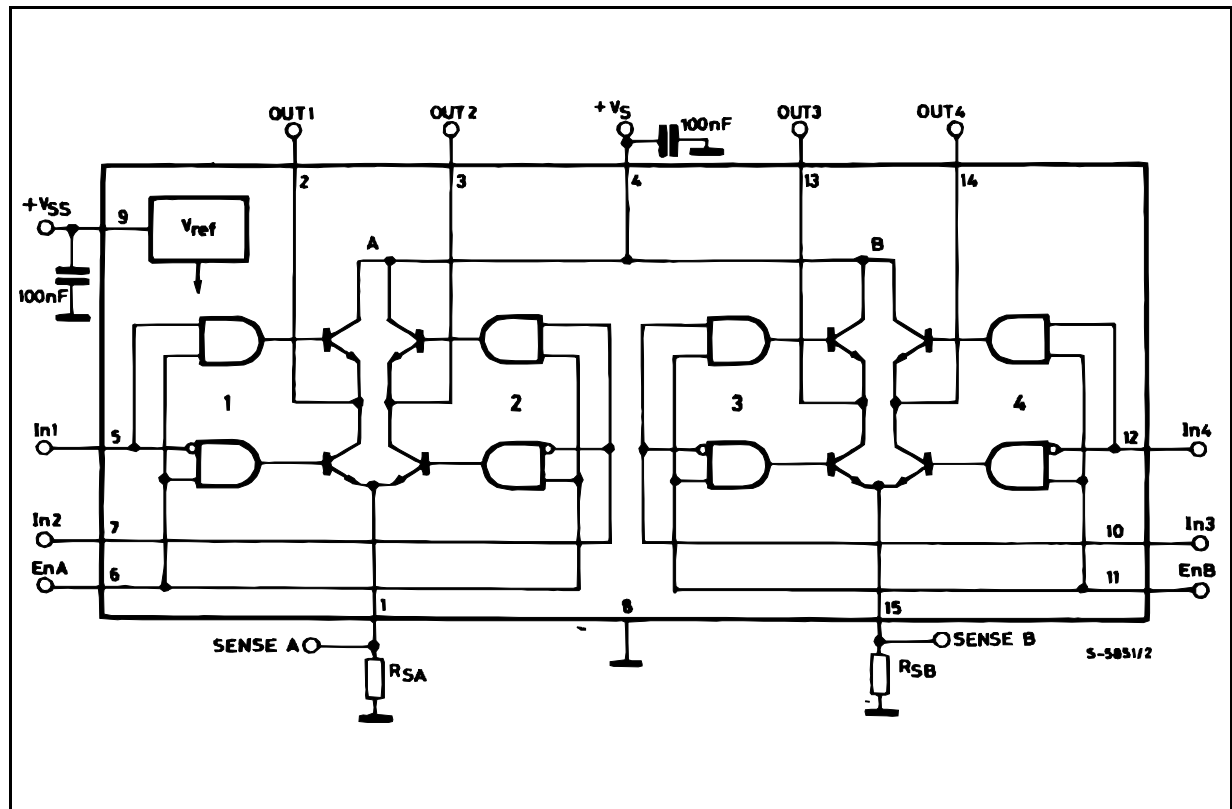 OUT1
OUT2
+VS
100nF
OUT3
OUT4
2
3
4
13
14
+VSS
9
Vref
A
B
100nF
1
2
3
4
In1
5
12
In4
In2
7
10
In3
EnA
6
11
EnB
1
8
15
SENSE A
SENSE B
S-5851/2
RSA
RSB